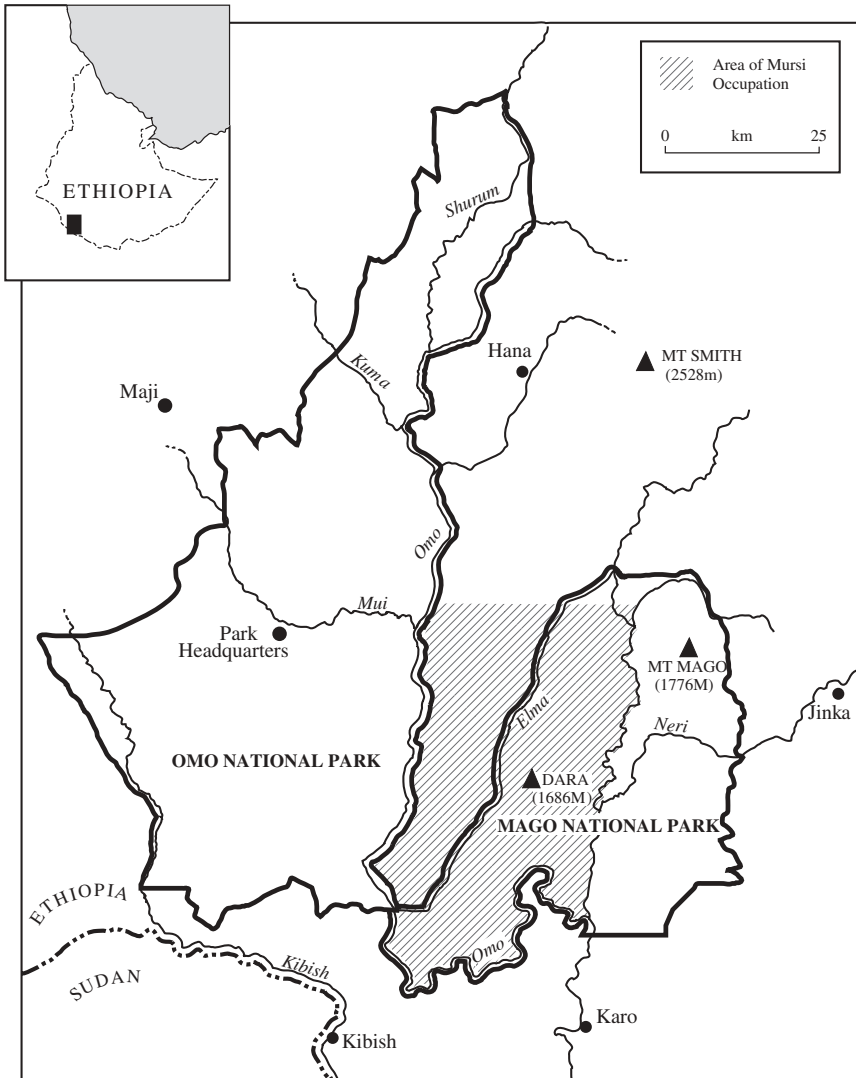 ETHIOPIA
Area of Mursi
Occupation
0 km 25
Shurum
Hana
MT SMITH
(2528m)
Kuma
Maji
Omo
Mui
Park
Headquarters
MT MAGO
(1776M)
Jinka
Elma
Neri
OMO NATIONAL PARK
DARA
(1686M)
MAGO NATIONAL PARK
ETHIOPIA
SUDAN
Omo
Kibish
Karo
Kibish